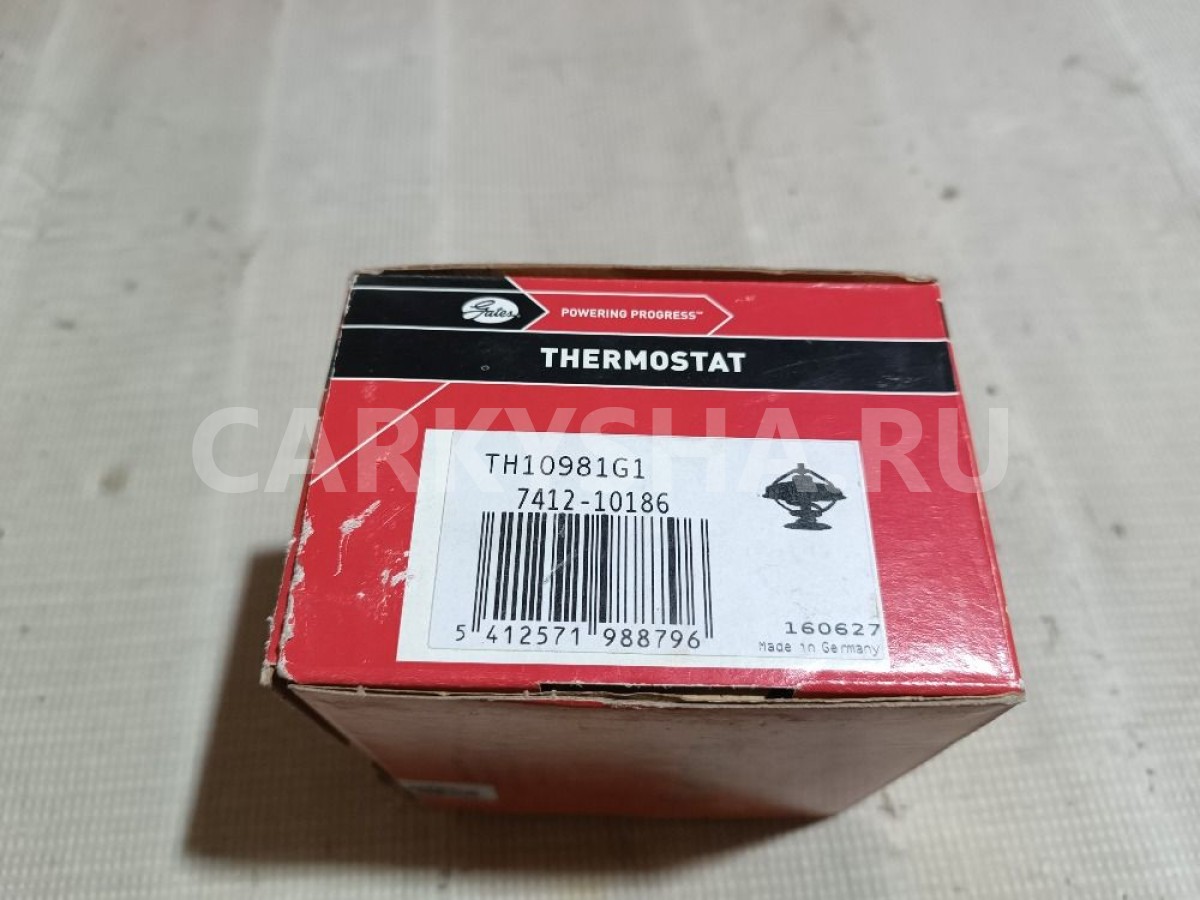 Gates
POWERING PROGRESS™
THERMOSTAT
CARKYSHA.RU
TH10981G1
7412-10186
5 412571 988796
160627
Made in Germany